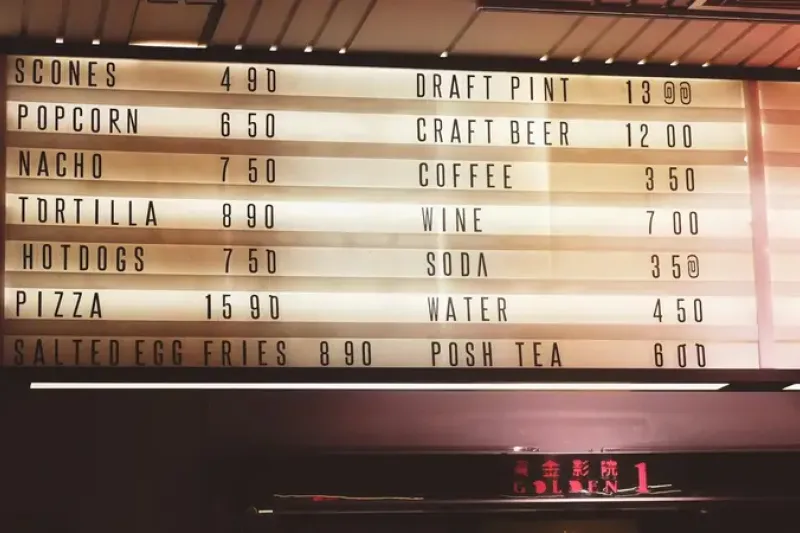 SCONES 4 90
POPCORN 6 50
NACHO 7 50
TORTILLA 8 90
HOTDOGS 7 50
PIZZA 15 90
SALTED EGG FRIES 8 90
DRAFT PINT 13 00
CRAFT BEER 12 00
COFFEE 3 50
WINE 7 00
SODA 3 50
WATER 4 50
POSH TEA 6 00
黃金影院
GOLDEN 1